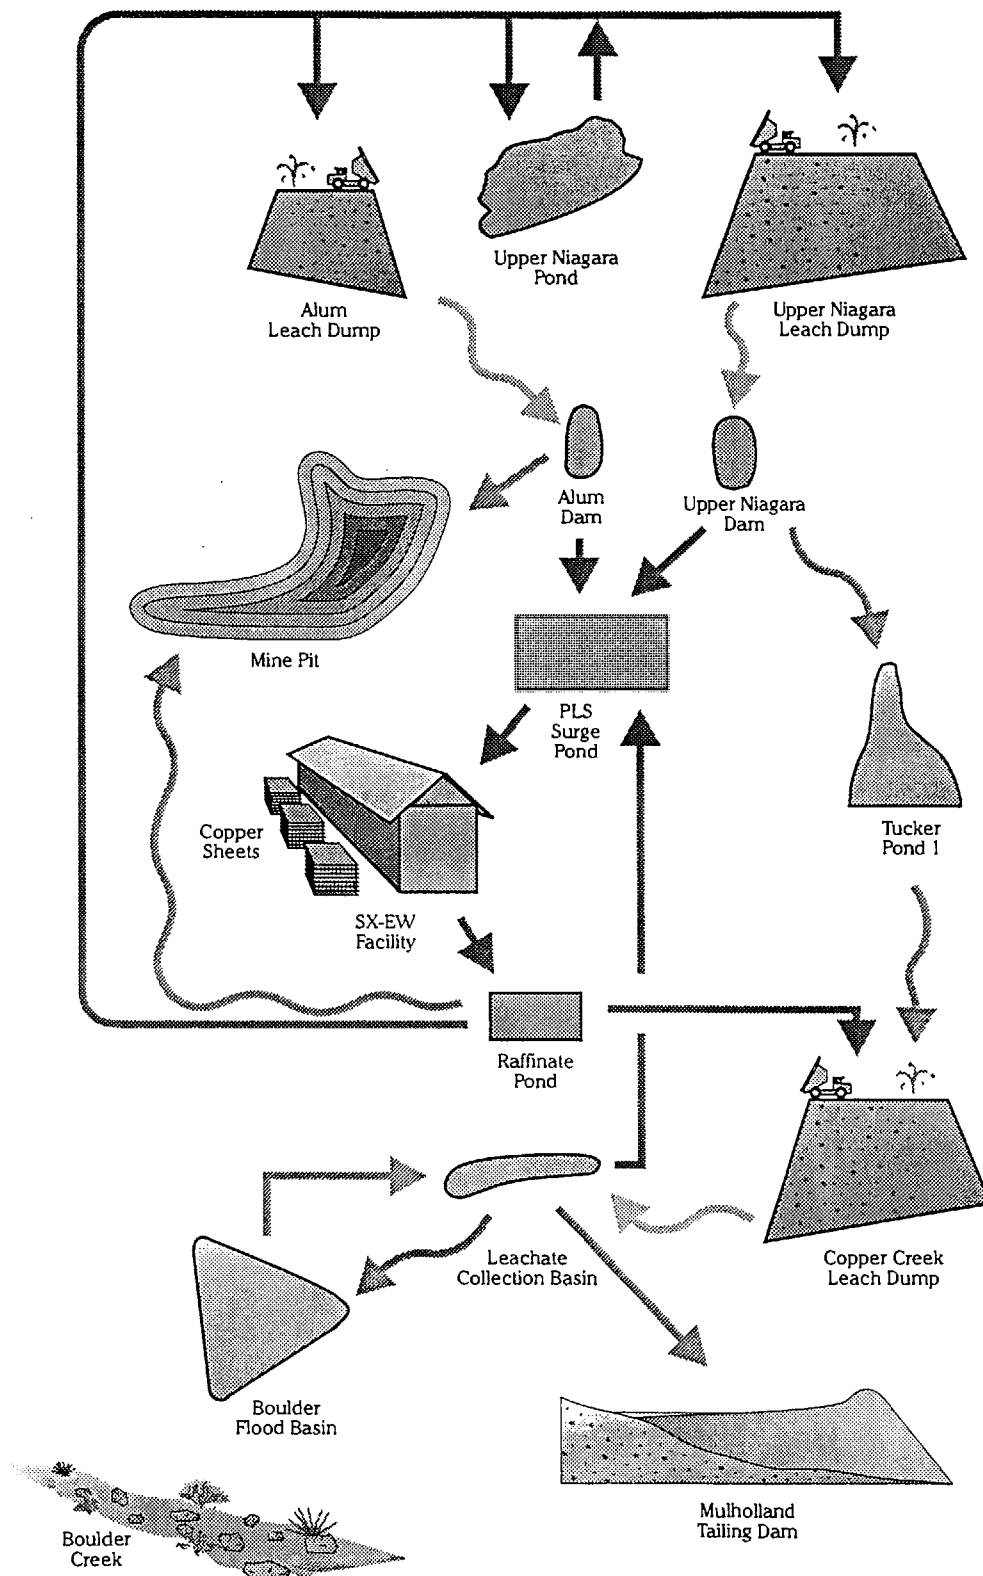 Upper Niagara
Pond
Alum
Leach Dump
Upper Niagara
Leach Dump
Alum
Dam
Upper Niagara
Dam
Mine Pit
PLS
Surge
Pond
Copper
Sheets
Tucker
Pond 1
SX-EW
Facility
Raffinate
Pond
Leachate
Collection Basin
Copper Creek
Leach Dump
Boulder
Flood Basin
Mulholland
Tailing Dam
Boulder
Creek